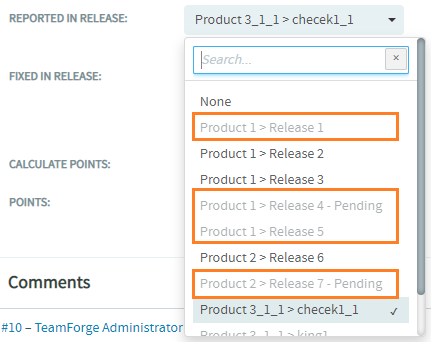 REPORTED IN RELEASE:
Product 3_1_1 > checek1_1
Search...
×
FIXED IN RELEASE:
None
Product 1 > Release 1
Product 1 > Release 2
Product 1 > Release 3
CALCULATE POINTS:
Product 1 > Release 4 - Pending
POINTS:
Product 1 > Release 5
Product 2 > Release 6
Comments
Product 2 > Release 7 - Pending
Product 3_1_1 > checek1_1 ✓
#10 – TeamForge Administrator
Product 3_1_1 > king1